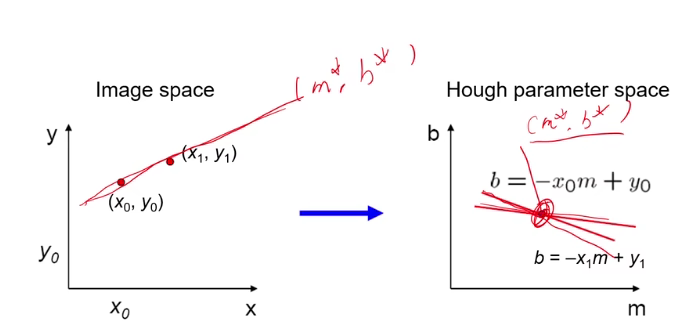 Image space
(m*, b*)
y
(x₁, y₁)
(x₀, y₀)
y₀
x₀
x
Hough parameter space
(m*, b*)
b
b = −x₀m + y₀
b = −x₁m + y₁
m